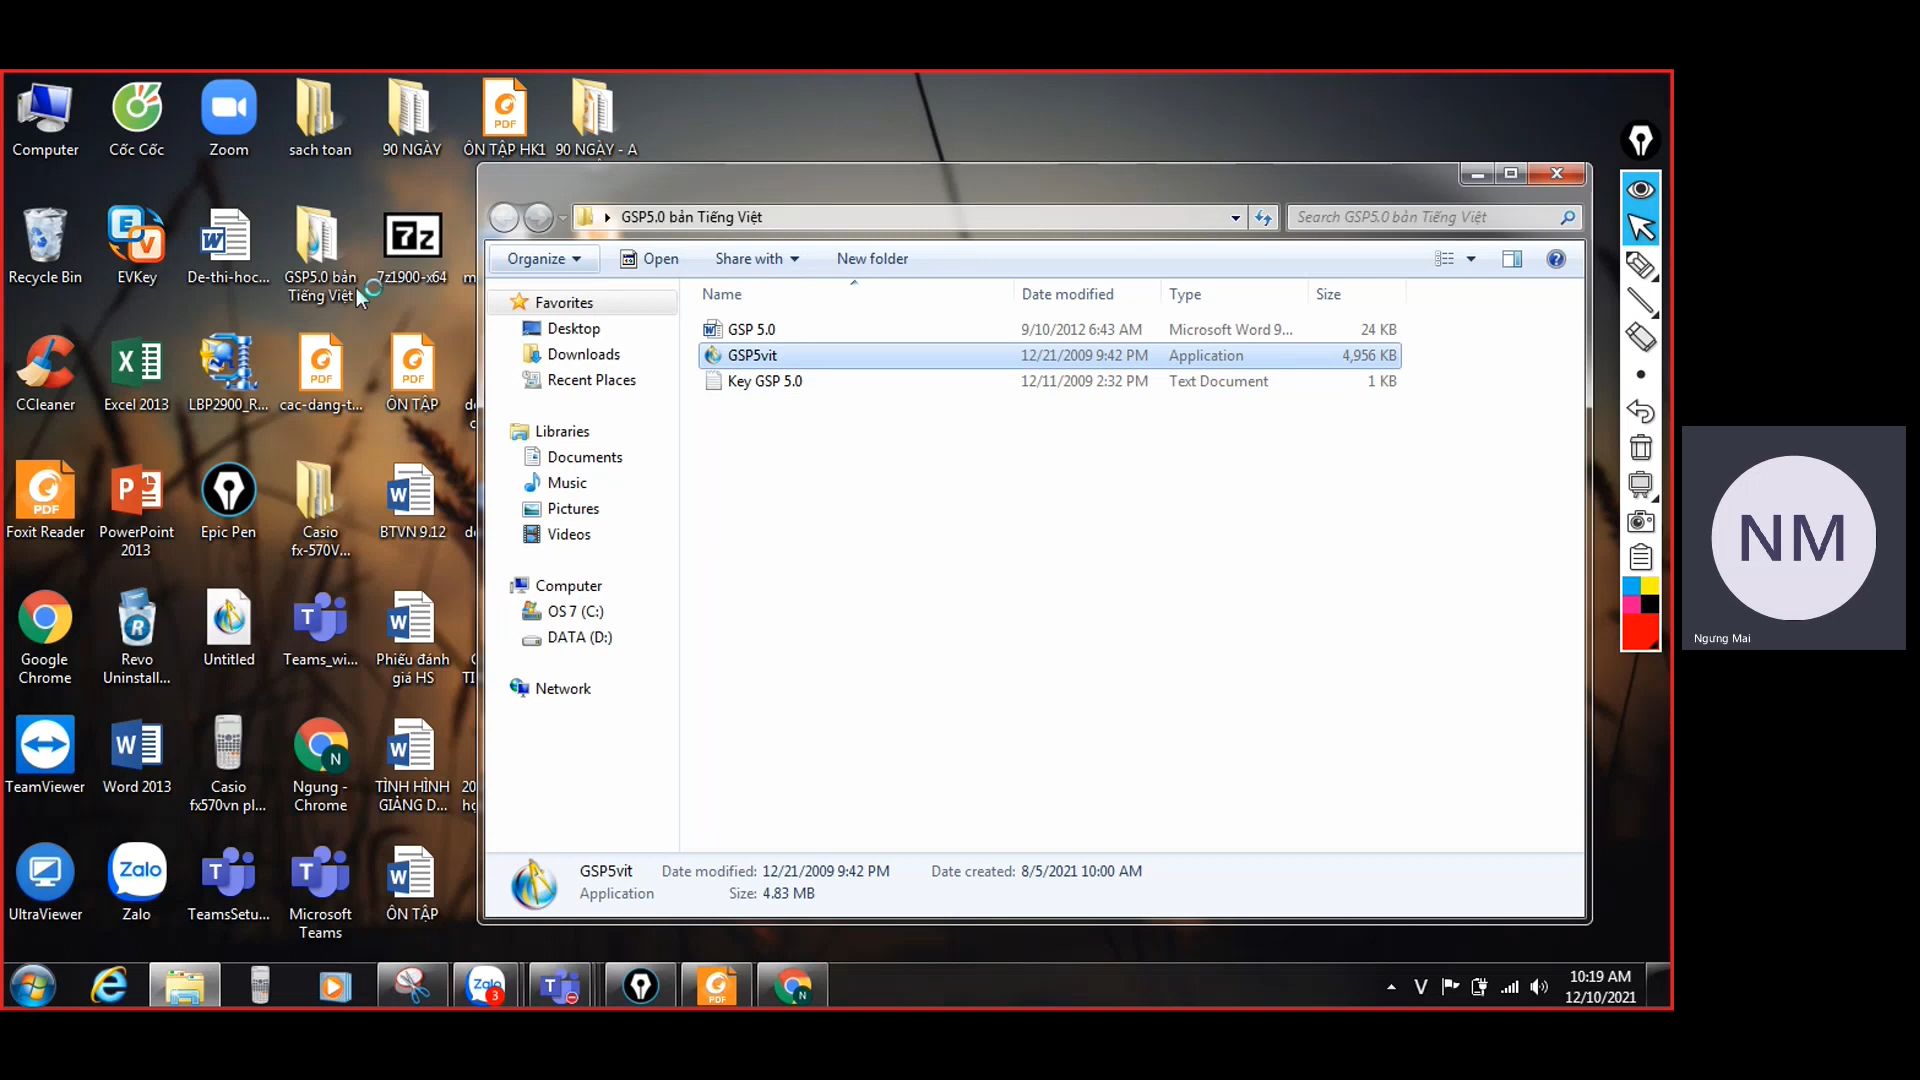 Computer
Cốc Cốc
Zoom
sach toan
90 NGÀY
ÔN TẬP HK1
90 NGÀY - A
Recycle Bin
EVKey
De-thi-hoc...
GSP5.0 bản
Tiếng Việt
7z1900-x64
CCleaner
Excel 2013
LBP2900_R...
cac-dang-t...
ÔN TẬP
Foxit Reader
PowerPoint
2013
Epic Pen
Casio
fx-570V...
BTVN 9.12
Google
Chrome
Revo
Uninstall...
Untitled
Teams_wi...
Phiếu đánh
giá HS
TeamViewer
Word 2013
Casio
fx570vn pl...
Ngung -
Chrome
TÌNH HÌNH
GIẢNG D...
UltraViewer
Zalo
TeamsSetu...
Microsoft
Teams
ÔN TẬP
GSP5.0 bản Tiếng Việt
Search GSP5.0 bản Tiếng Việt
Organize
Open
Share with
New folder
Favorites
Desktop
Downloads
Recent Places
Libraries
Documents
Music
Pictures
Videos
Computer
OS 7 (C:)
DATA (D:)
Network
Name Date modified Type Size
GSP 5.0 9/10/2012 6:43 AM Microsoft Word 9... 24 KB
GSP5vit 12/21/2009 9:42 PM Application 4,956 KB
Key GSP 5.0 12/11/2009 2:32 PM Text Document 1 KB
GSP5vit Date modified: 12/21/2009 9:42 PM Date created: 8/5/2021 10:00 AM
Application Size: 4.83 MB
NM
Ngưng Mai
V
10:19 AM
12/10/2021